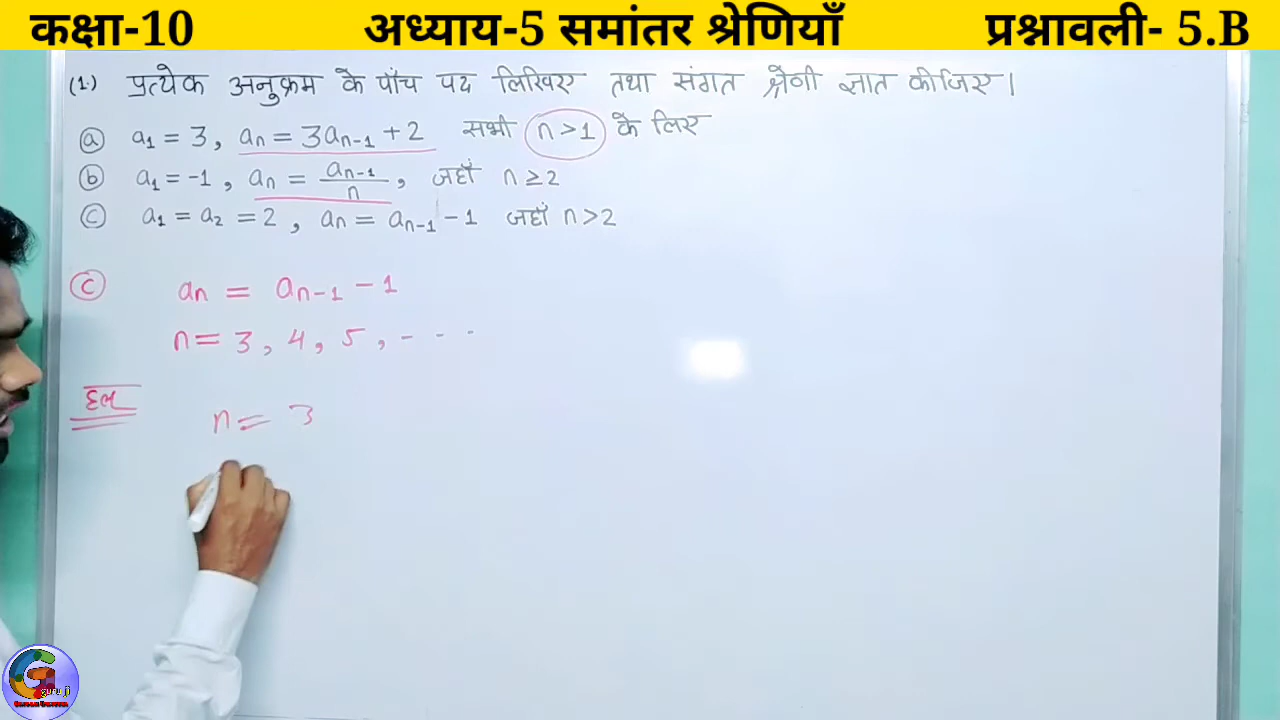 कक्षा-10 अध्याय-5 समांतर श्रेणियाँ प्रश्नावली- 5.B
(1.) प्रत्येक अनुक्रम के पाँच पद लिखिए तथा संगत श्रेणी ज्ञात कीजिए।
(a) a₁ = 3, aₙ = 3aₙ₋₁ + 2 सभी n > 1 के लिए
(b) a₁ = -1, aₙ = aₙ₋₁/n, जहाँ n ≥ 2
(c) a₁ = a₂ = 2, aₙ = aₙ₋₁ - 1 जहाँ n > 2
(c) aₙ = aₙ₋₁ - 1
n = 3, 4, 5, - - -
हल
n = 3
G guru ji